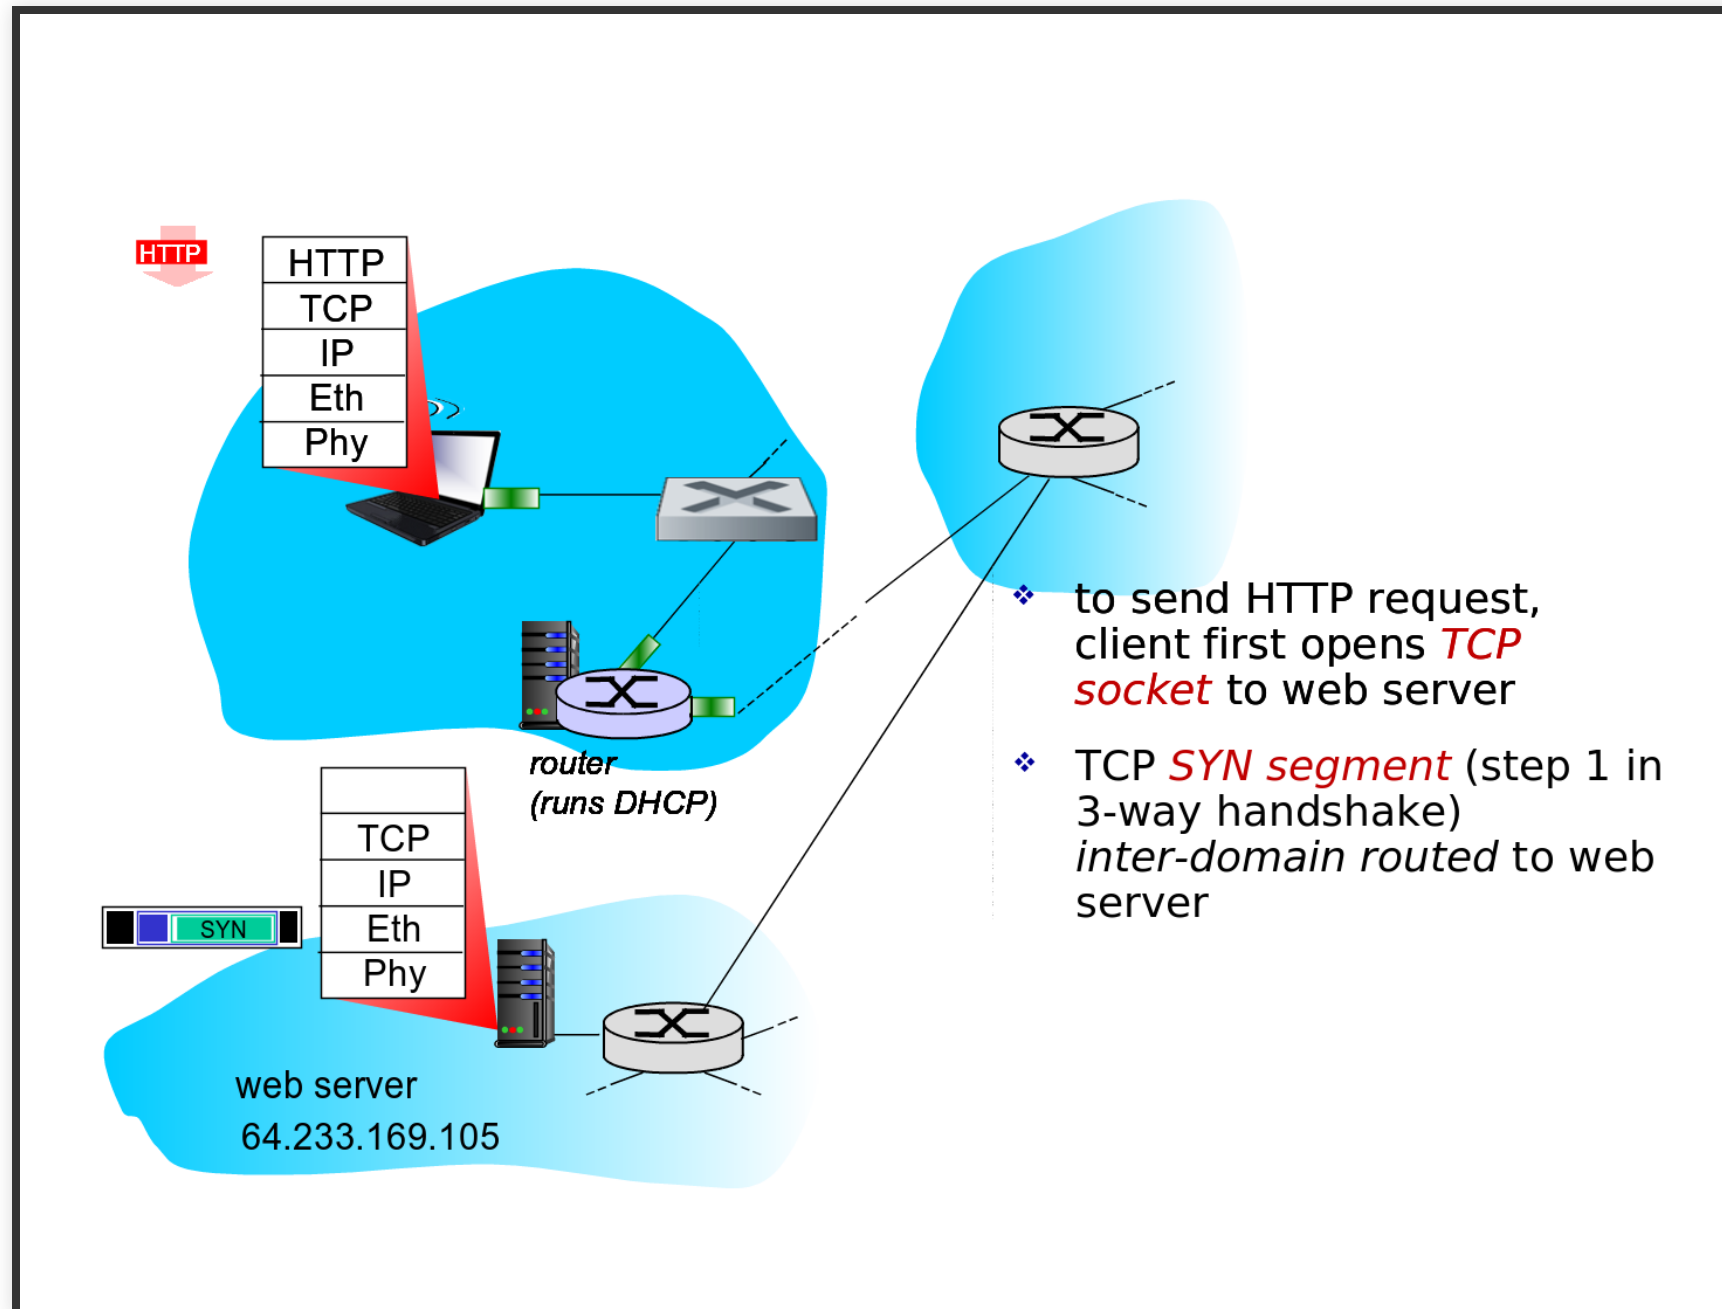 HTTP
HTTP
TCP
IP
Eth
Phy
router
(runs DHCP)
TCP
IP
Eth
Phy
SYN
web server
64.233.169.105
to send HTTP request,
client first opens TCP
socket to web server
TCP SYN segment (step 1 in
3-way handshake)
inter-domain routed to web
server